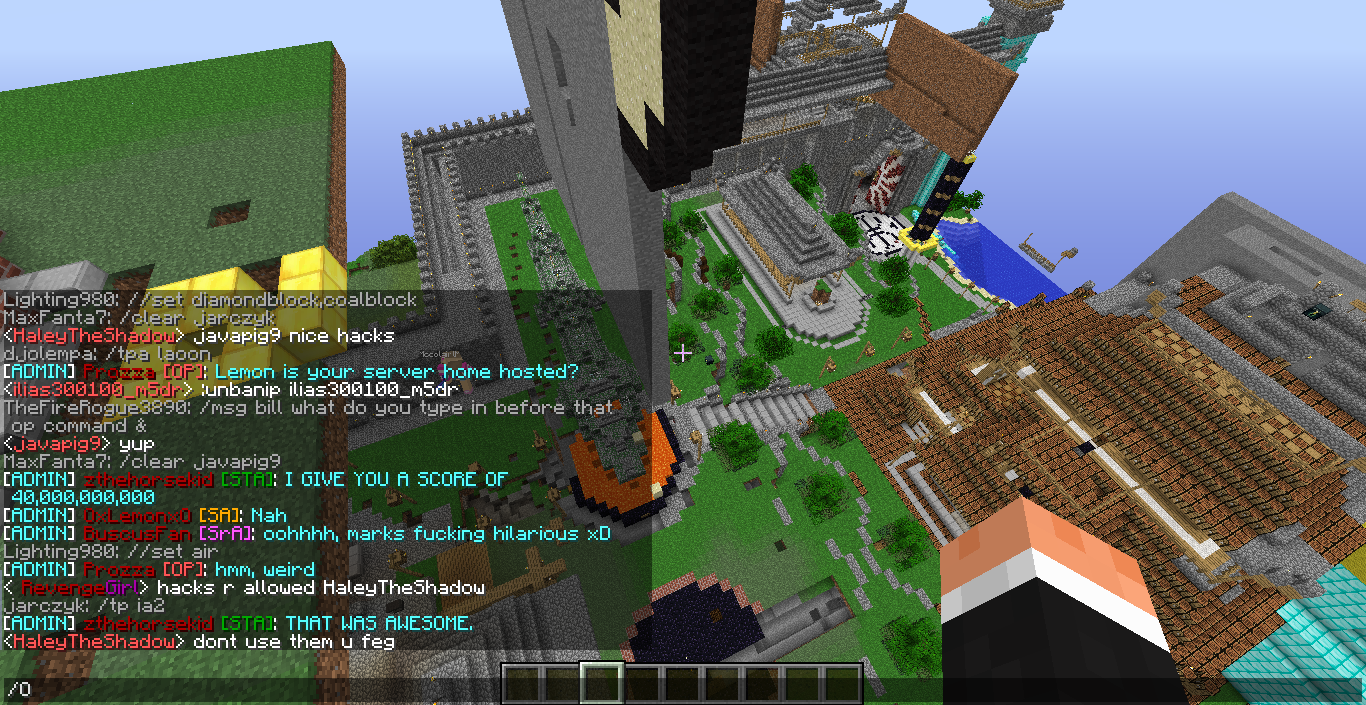 Lighting980: //set diamondblock,coalblock
MaxFanta7: /clear jarczyk
<HaleyTheShadow> javapig9 nice hacks
djolempa: /tpa laoon
[ADMIN] Prozza [OP]: Lemon is your server home hosted?
<ilias300100_m5dr> !unbanip ilias300100_m5dr
TheFireRogue3890: /msg bill what do you type in before that
op command &
<javapig9> yup
MaxFanta7: /clear javapig9
[ADMIN] zthehorsekid [STA]: I GIVE YOU A SCORE OF
40,000,000,000
[ADMIN] 0xLemonx0 [SA]: Nah
[ADMIN] BuscusFan [SrA]: oohhhh, marks fucking hilarious xD
Lighting980: //set air
[ADMIN] Prozza [OP]: hmm, weird
< RevengeGirl> hacks r allowed HaleyTheShadow
jarczyk: /tp ia2
[ADMIN] zthehorsekid [STA]: THAT WAS AWESOME.
<HaleyTheShadow> dont use them u feg
/0